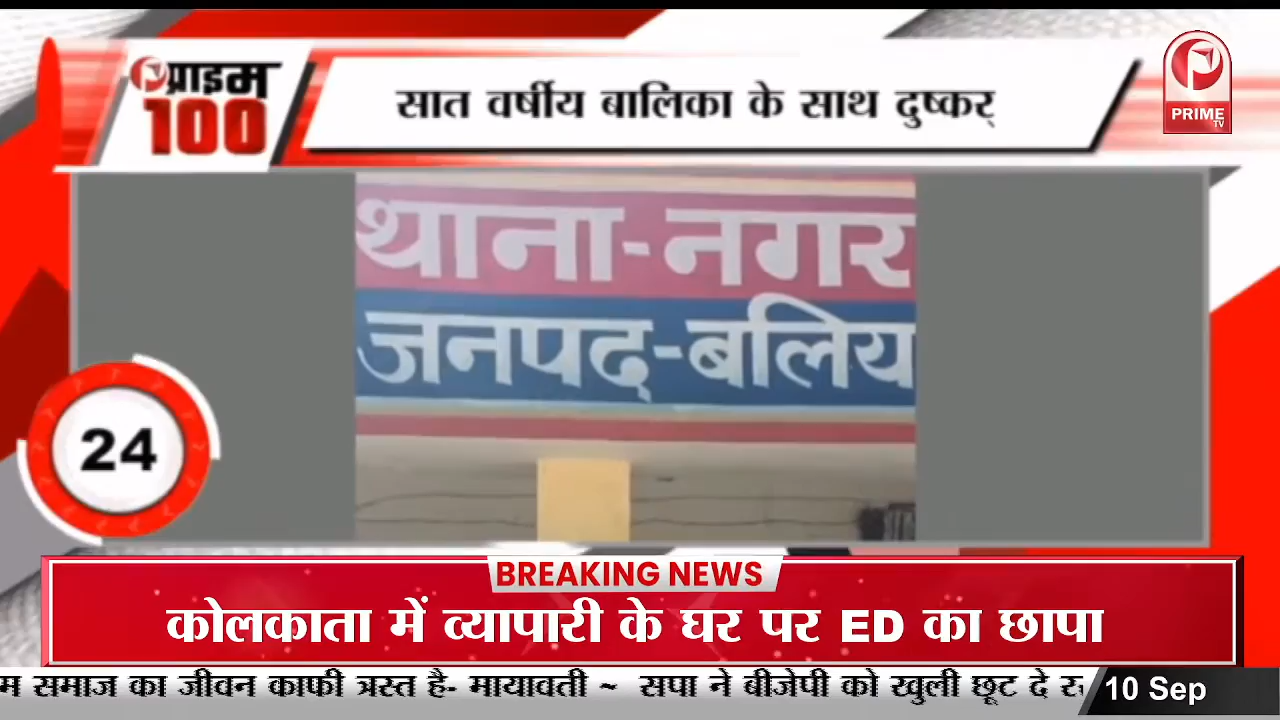 प्राइम
100
सात वर्षीय बालिका के साथ दुष्कर्
PRIME
TV
थाना-नगर
जनपद-बलिय
24
BREAKING NEWS
कोलकाता में व्यापारी के घर पर ED का छापा
म समाज का जीवन काफी त्रस्त है- मायावती ~ सपा ने बीजेपी को खुली छूट दे
10 Sep